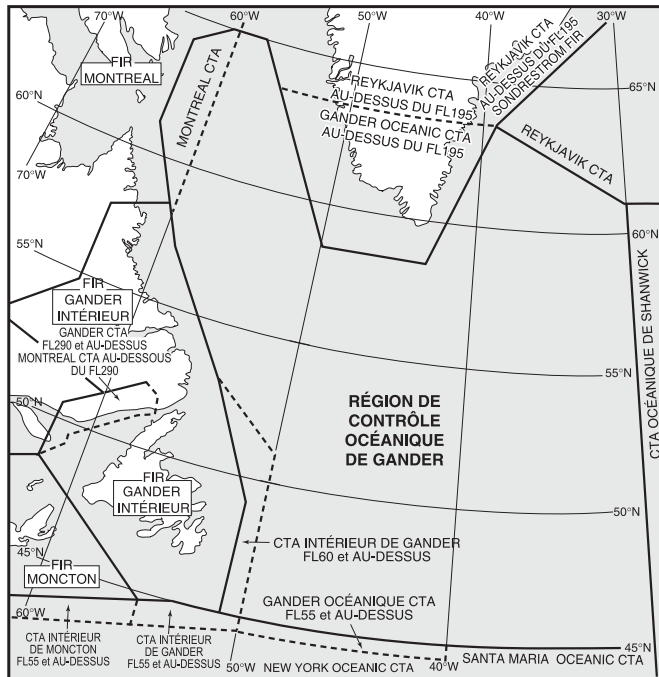 70°W
60°W
50°W
40°W
30°W
FIR
MONTREAL
MONTREAL CTA
REYKJAVIK CTA
AU-DESSUS DU FL195
GANDER OCEANIC CTA
AU-DESSUS DU FL195
REYKJAVIK CTA
AU-DESSUS DU FL195
SONDRESTROM FIR
65°N
60°N
70°W
REYKJAVIK CTA
60°N
55°N
FIR
GANDER
INTÉRIEUR
GANDER CTA
FL290 et AU-DESSUS
MONTREAL CTA AU-DESSOUS
DU FL290
CTA OCÉANIQUE DE SHANWICK
55°N
50°N
RÉGION DE
CONTRÔLE
OCÉANIQUE
DE GANDER
FIR
GANDER
INTÉRIEUR
50°N
45°N
FIR
MONCTON
CTA INTÉRIEUR DE GANDER
FL60 et AU-DESSUS
60°W
GANDER OCÉANIQUE CTA
FL55 et AU-DESSUS
CTA INTÉRIEUR
DE MONCTON
FL55 et AU-DESSUS
CTA INTÉRIEUR
DE GANDER
FL55 et AU-DESSUS
50°W
NEW YORK OCEANIC CTA
40°W
SANTA MARIA OCEANIC CTA
45°N